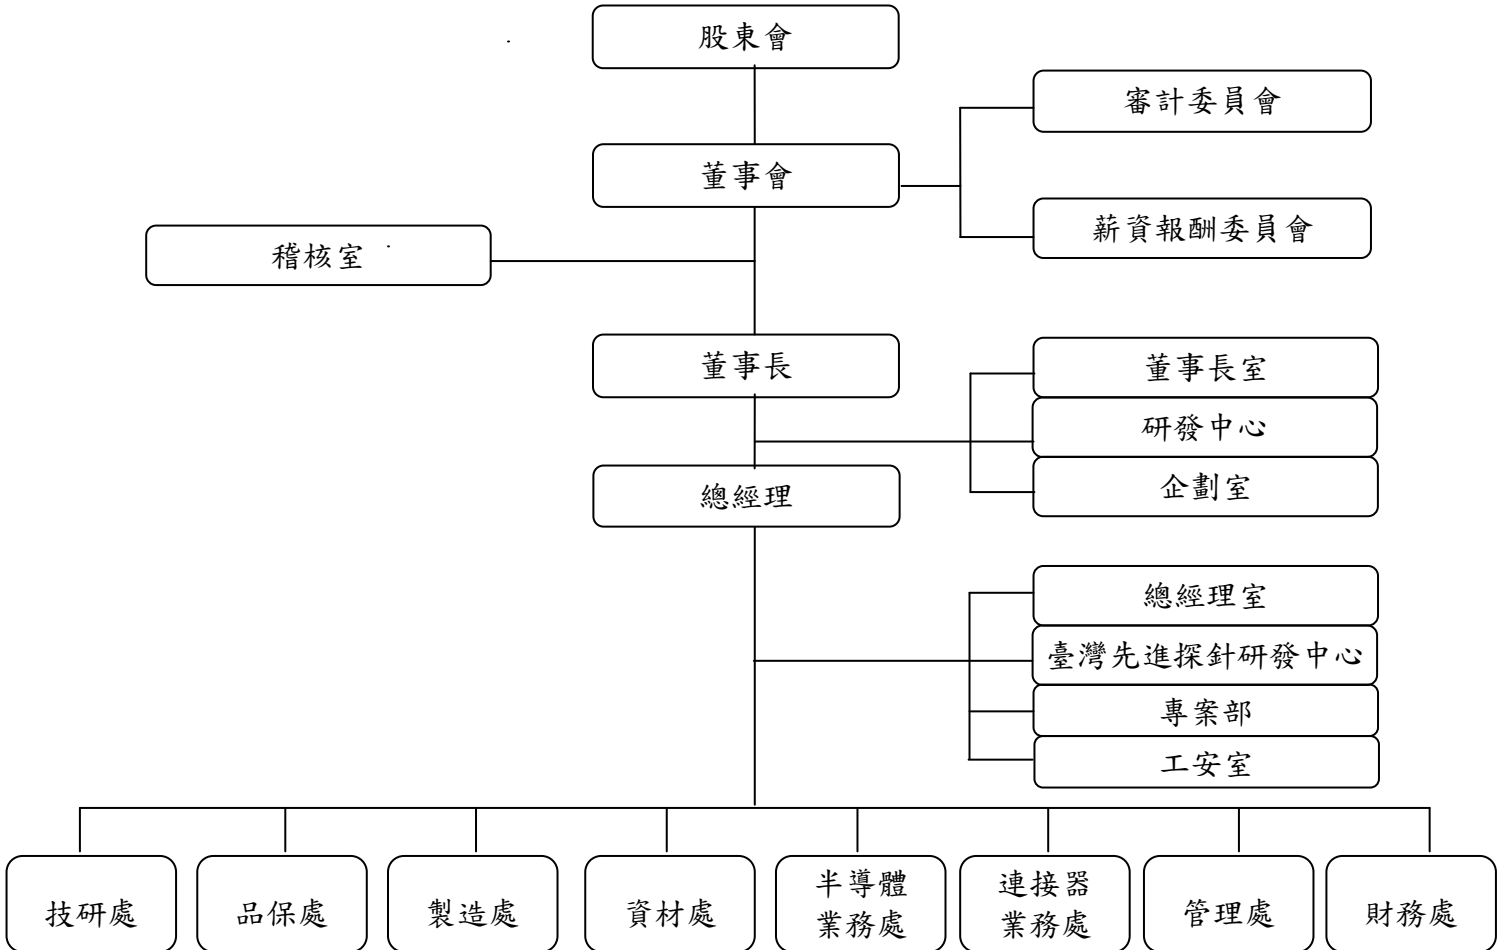 股東會
審計委員會
董事會
薪資報酬委員會
稽核室
董事長
董事長室
研發中心
企劃室
總經理
總經理室
臺灣先進探針研發中心
專案部
工安室
技研處
品保處
製造處
資材處
半導體
業務處
連接器
業務處
管理處
財務處